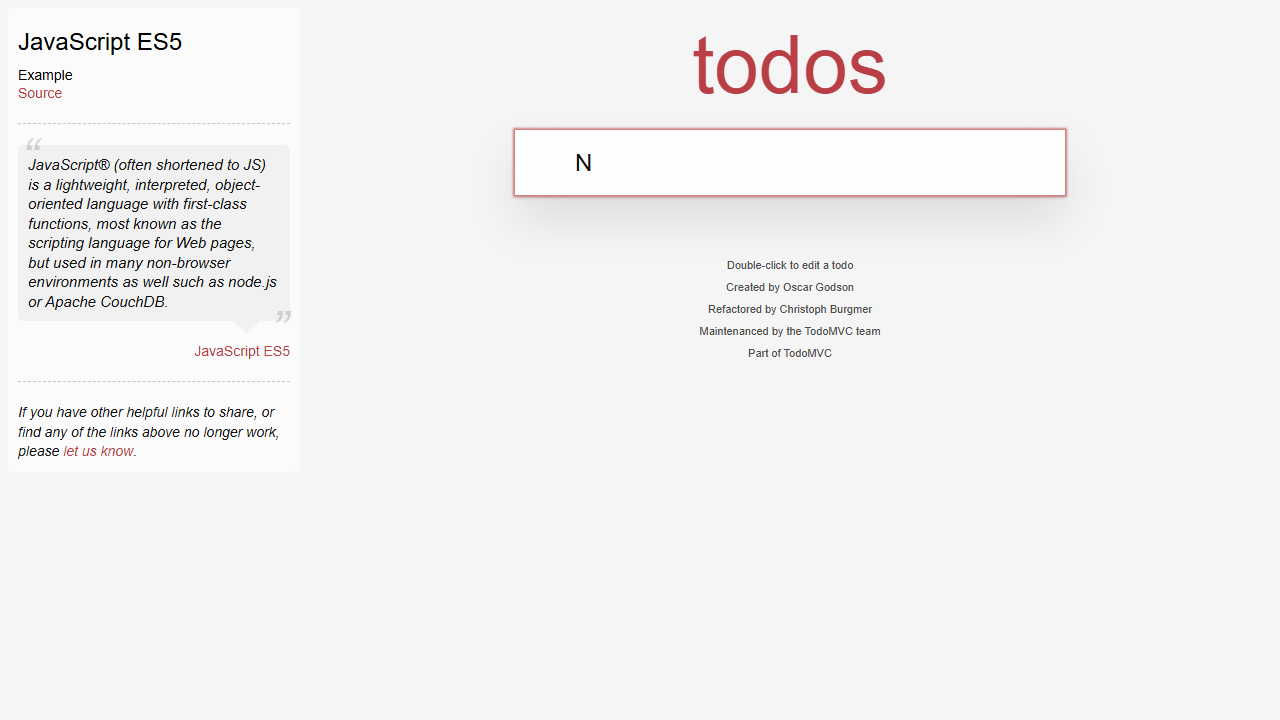 JavaScript ES5
Example
Source
“
JavaScript® (often shortened to JS)
is a lightweight, interpreted, object-
oriented language with first-class
functions, most known as the
scripting language for Web pages,
but used in many non-browser
environments as well such as node.js
or Apache CouchDB.
”
JavaScript ES5
If you have other helpful links to share, or
find any of the links above no longer work,
please let us know.
todos
N
Double-click to edit a todo
Created by Oscar Godson
Refactored by Christoph Burgmer
Maintenanced by the TodoMVC team
Part of TodoMVC